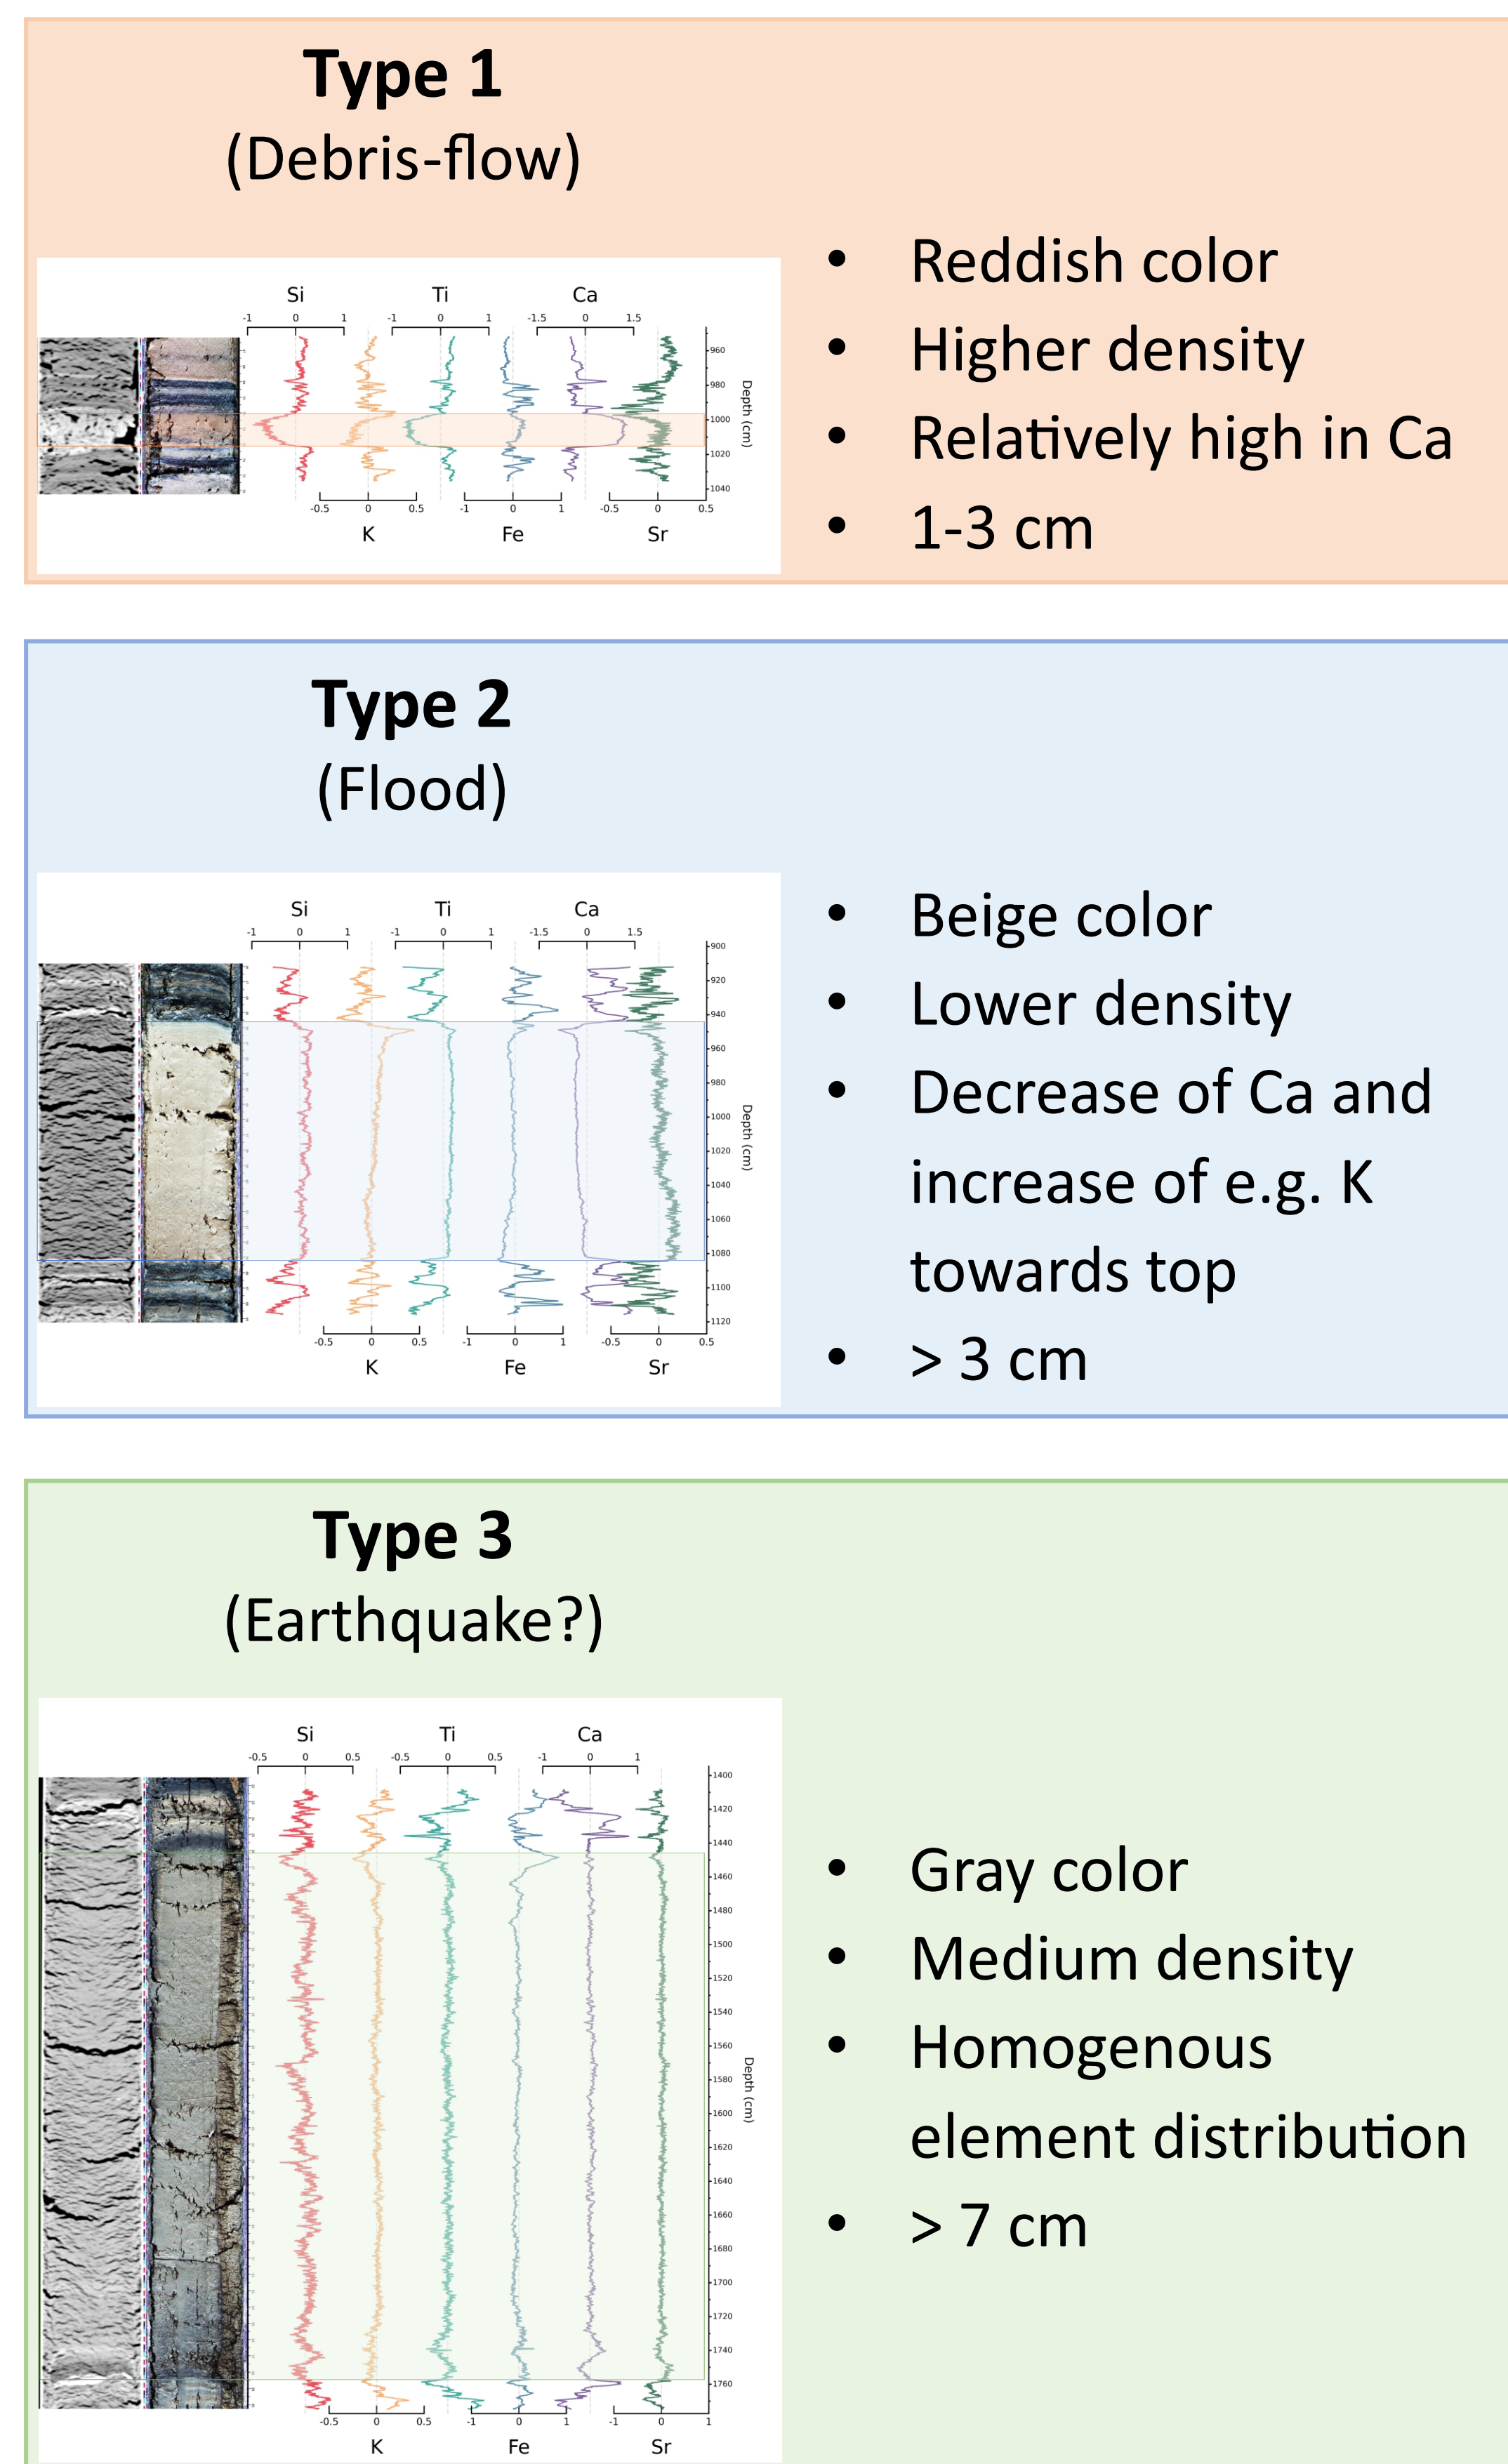 Type 1
(Debris-flow)
Si Ti Ca
-1 0 1 -1 0 1 -1.5 0 1.5
960
980
1000
1020
1040
Depth (cm)
-0.5 0 0.5 -1 0 1 -0.5 0 0.5
K Fe Sr
• Reddish color
• Higher density
• Relatively high in Ca
• 1-3 cm
Type 2
(Flood)
Si Ti Ca
-1 0 1 -1 0 1 -1.5 0 1.5
900
920
940
960
980
1000
1020
1040
1060
1080
1100
1120
Depth (cm)
-0.5 0 0.5 -1 0 1 -0.5 0 0.5
K Fe Sr
• Beige color
• Lower density
• Decrease of Ca and
increase of e.g. K
towards top
• > 3 cm
Type 3
(Earthquake?)
Si Ti Ca
-0.5 0 0.5 -0.5 0 0.5 -1 0 1
1400
1420
1440
1460
1480
1500
1520
1540
1560
1580
1600
1620
1640
1660
1680
1700
1720
1740
1760
Depth (cm)
-0.5 0 0.5 -1 0 1 -1 0 1
K Fe Sr
• Gray color
• Medium density
• Homogenous
element distribution
• > 7 cm